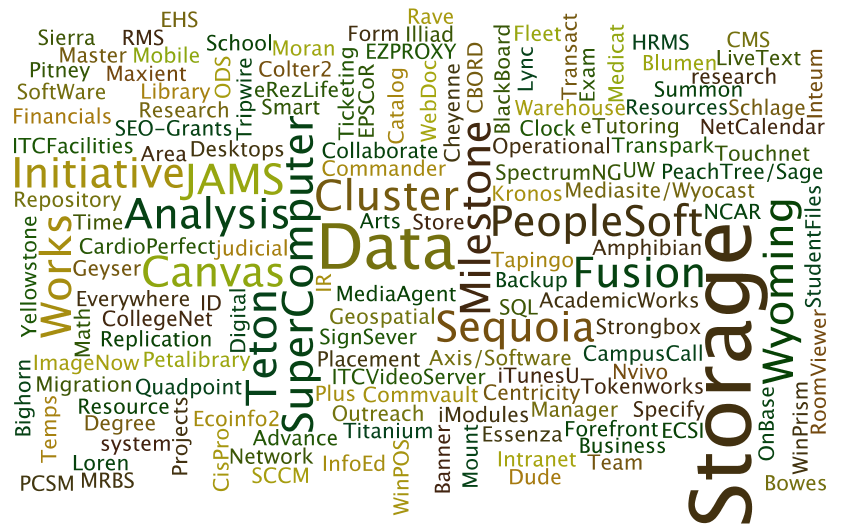 EHS
Rave
Sierra
RMS
School
Moran
Form
Illiad
Fleet
HRMS
CMS
Master
Mobile
EZPROXY
LiveText
Pitney
Maxient
ODS
Colter2
Ticketing
EPSCoR
Catalog
WebDoc
Cheyenne
CBORD
BlackBoard
Lync
Transact
Exam
Medicat
Blumen
research
Inteum
SoftWare
Library
Tripwire
eRezLife
Summon
Financials
Research
Smart
Warehouse
Resources
Schlage
SEO-Grants
Clock
eTutoring
NetCalendar
ITCFacilities
Area
Desktops
Collaborate
Operational
Transpark
Touchnet
Initiative
JAMS
SuperComputer
Commander
Milestone
SpectrumNG
UW
PeachTree/Sage
Repository
Cluster
Kronos
Mediasite/Wyocast
Yellowstone
Works
Time
Analysis
Arts
Store
PeopleSoft
NCAR
StudentFiles
CardioPerfect
judicial
Data
Amphibian
Storage
Wyoming
Geyser
Canvas
IR
Tapingo
Fusion
Backup
Everywhere
ID
Digital
Teton
MediaAgent
SQL
AcademicWorks
Math
CollegeNet
Geospatial
Sequoia
Strongbox
Replication
SignSever
ImageNow
Petalibrary
Placement
Axis/Software
CampusCall
RoomViewer
Bighorn
Migration
Quadpoint
ITCVideoServer
iTunesU
Nvivo
Tokenworks
Temps
Resource
Plus
Commvault
Centricity
Degree
Projects
Ecoinfo2
Outreach
iModules
Manager
Specify
OnBase
WinPrism
system
CisPro
Advance
Titanium
Banner
Mount
Essenza
Forefront
ECSI
Business
Loren
Network
InfoEd
WinPOS
Intranet
Team
PCSM
MRBS
SCCM
Dude
Bowes